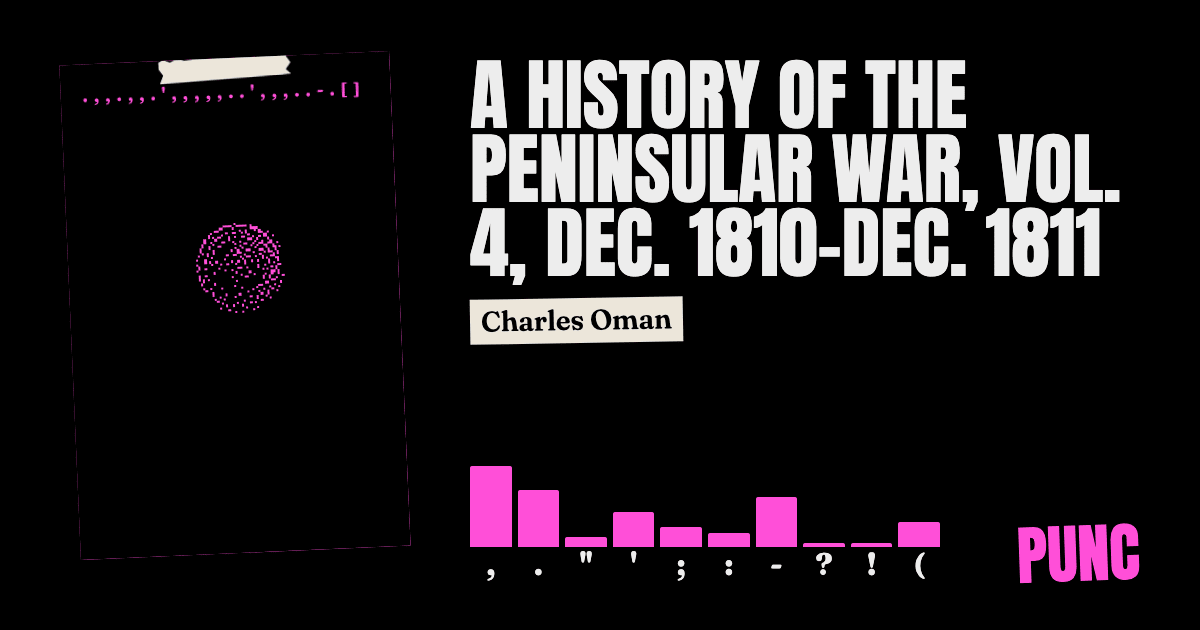 .,,.,,.',,,,,..',,,..-.[]
A HISTORY OF THE
PENINSULAR WAR, VOL.
4, DEC. 1810-DEC. 1811
Charles Oman
, . " ' ; : - ? ! (
PUNC